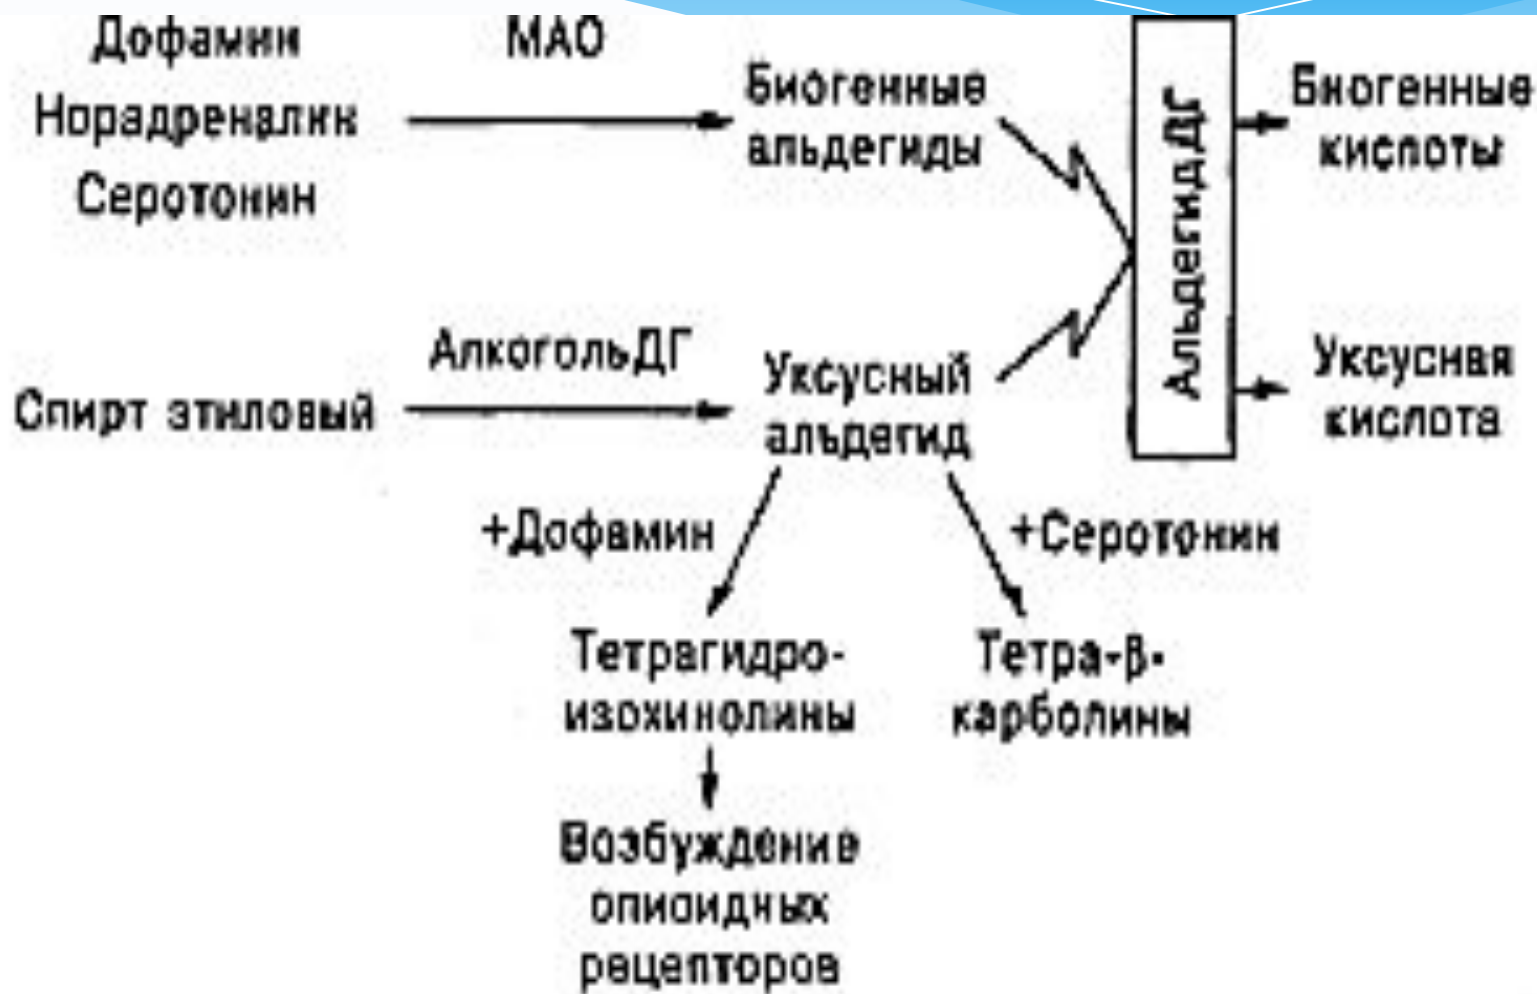 Дофамин
МАО
Норадреналин
Серотонин
Биогенные
альдегиды
АльдегидДГ
Биогенные
кислоты
Спирт этиловый
АлкогольДГ
Уксусный
альдегид
Уксусная
кислота
+Дофамин
+Серотонин
Тетрагидро-
изохинолины
Тетра-β-
карболины
Возбуждение
опиоидных
рецепторов